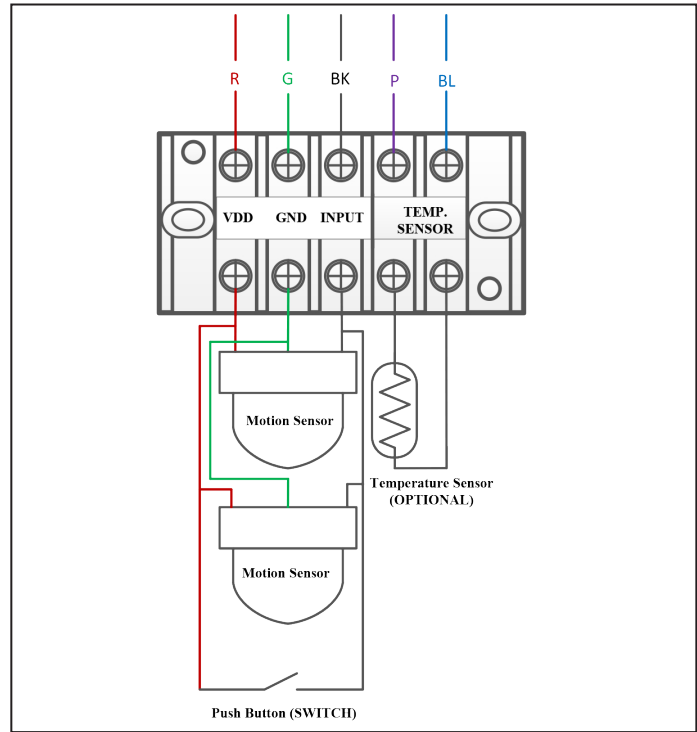 R G BK P BL
VDD GND INPUT TEMP.
SENSOR
Motion Sensor
Temperature Sensor
(OPTIONAL)
Motion Sensor
Push Button (SWITCH)